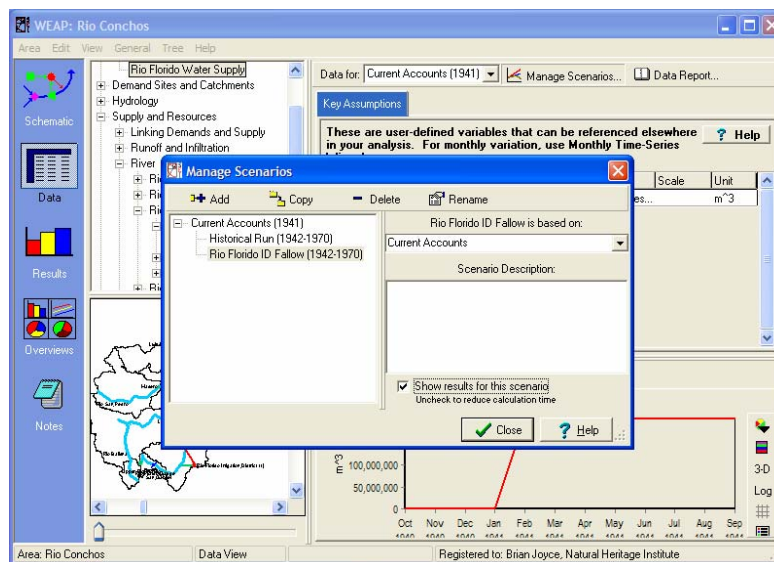 WEAP: Rio Conchos
Area Edit View General Tree Help
Schematic
Data
Results
Overviews
Notes
Rio Florido Water Supply
Demand Sites and Catchments
Hydrology
Supply and Resources
Linking Demands and Supply
Runoff and Infiltration
River
Data for: Current Accounts (1941) Manage Scenarios... Data Report...
Key Assumptions
These are user-defined variables that can be referenced elsewhere
in your analysis. For monthly variation, use Monthly Time-Series
Help
Scale Unit
m^3
Manage Scenarios
Add Copy Delete Rename
Current Accounts (1941)
Historical Run (1942-1970)
Rio Florido ID Fallow (1942-1970)
Rio Florido ID Fallow is based on:
Current Accounts
Scenario Description:
Show results for this scenario
Uncheck to reduce calculation time
Close Help
m^3
100,000,000
50,000,000
0
Oct Nov Dec Jan Feb Mar Apr May Jun Jul Aug Sep
3-D
Log
Area: Rio Conchos Data View Registered to: Brian Joyce, Natural Heritage Institute